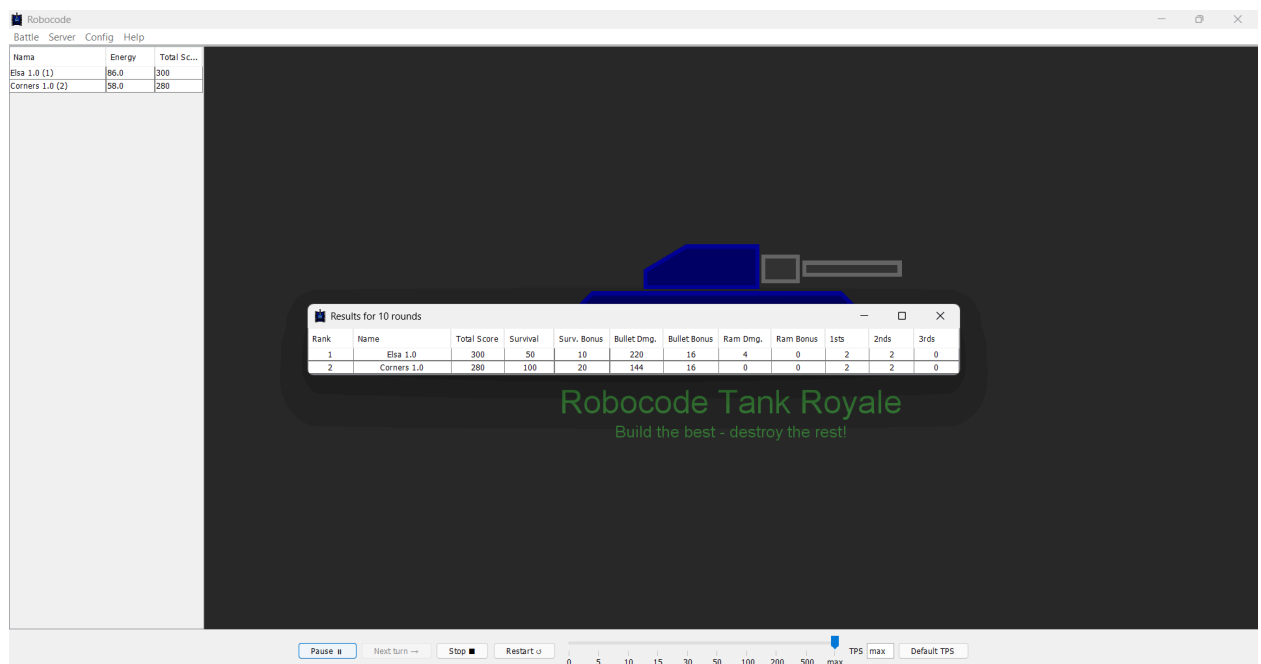 Robocode
Battle Server Config Help
Name Energy Total Sc...
Elsa 1.0 (1) 86.0 300
Corners 1.0 (2) 58.0 280
Results for 10 rounds
Rank Name Total Score Survival Surv. Bonus Bullet Dmg. Bullet Bonus Ram Dmg. Ram Bonus 1sts 2nds 3rds
1 Elsa 1.0 300 50 10 220 16 4 0 2 2 0
2 Corners 1.0 280 100 20 144 16 0 0 2 2 0
Robocode Tank Royale
Build the best - destroy the rest!
Pause ⏸ Next turn → Stop ■ Restart ↺ TPS max Default TPS
0 5 10 15 30 50 100 200 500 max